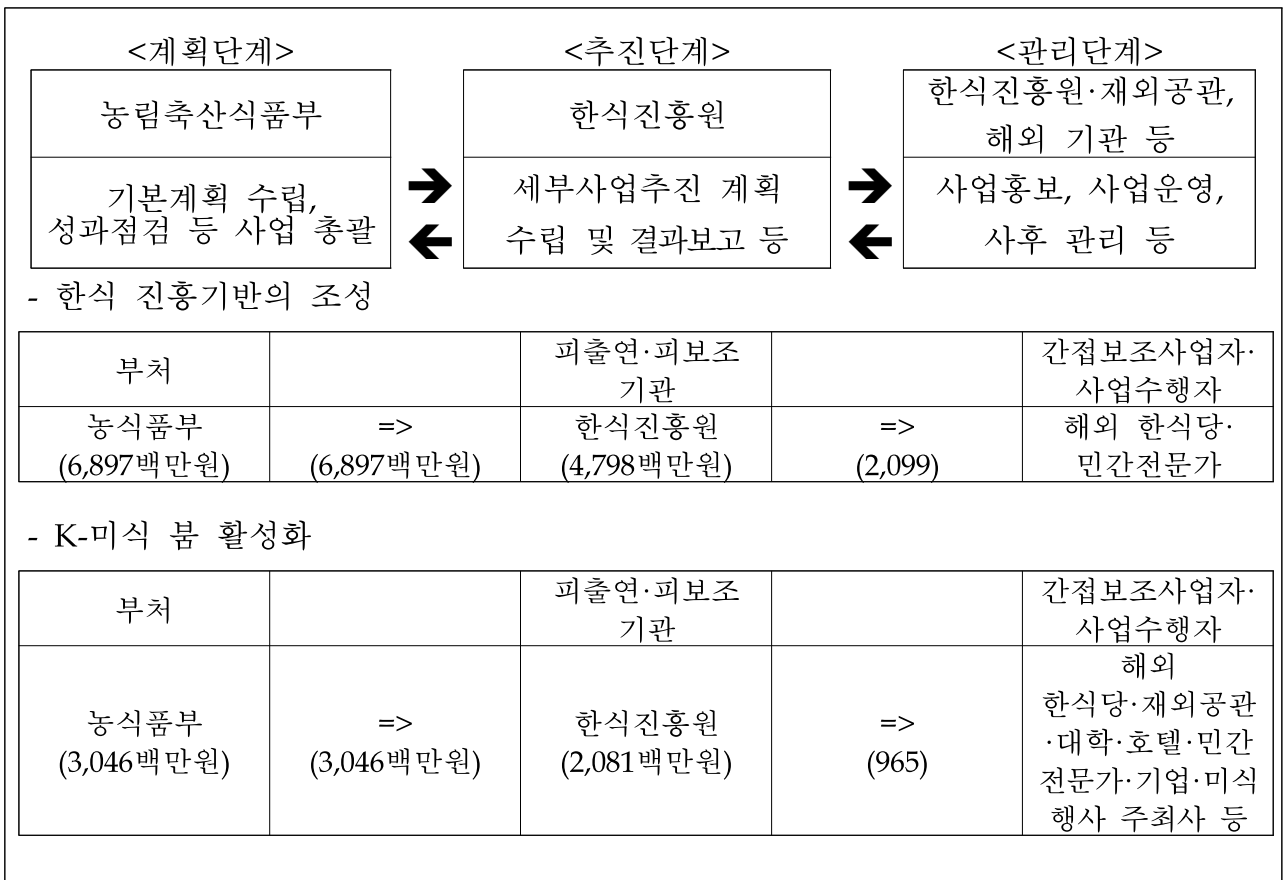 <계획단계>
<추진단계>
<관리단계>
농림축산식품부
한식진흥원
한식진흥원·재외공관,
해외 기관 등
기본계획 수립,
성과점검 등 사업 총괄
➔
🡰
세부사업추진 계획
수립 및 결과보고 등
➔
🡰
사업홍보, 사업운영,
사후 관리 등
- 한식 진흥기반의 조성
부처
피출연·피보조
기관
간접보조사업자·
사업수행자
농식품부
(6,897백만원)
=>
(6,897백만원)
한식진흥원
(4,798백만원)
=>
(2,099)
해외 한식당·
민간전문가
- K-미식 붐 활성화
부처
피출연·피보조
기관
간접보조사업자·
사업수행자
농식품부
(3,046백만원)
=>
(3,046백만원)
한식진흥원
(2,081백만원)
=>
(965)
해외
한식당·재외공관
·대학·호텔·민간
전문가·기업·미식
행사 주최사 등